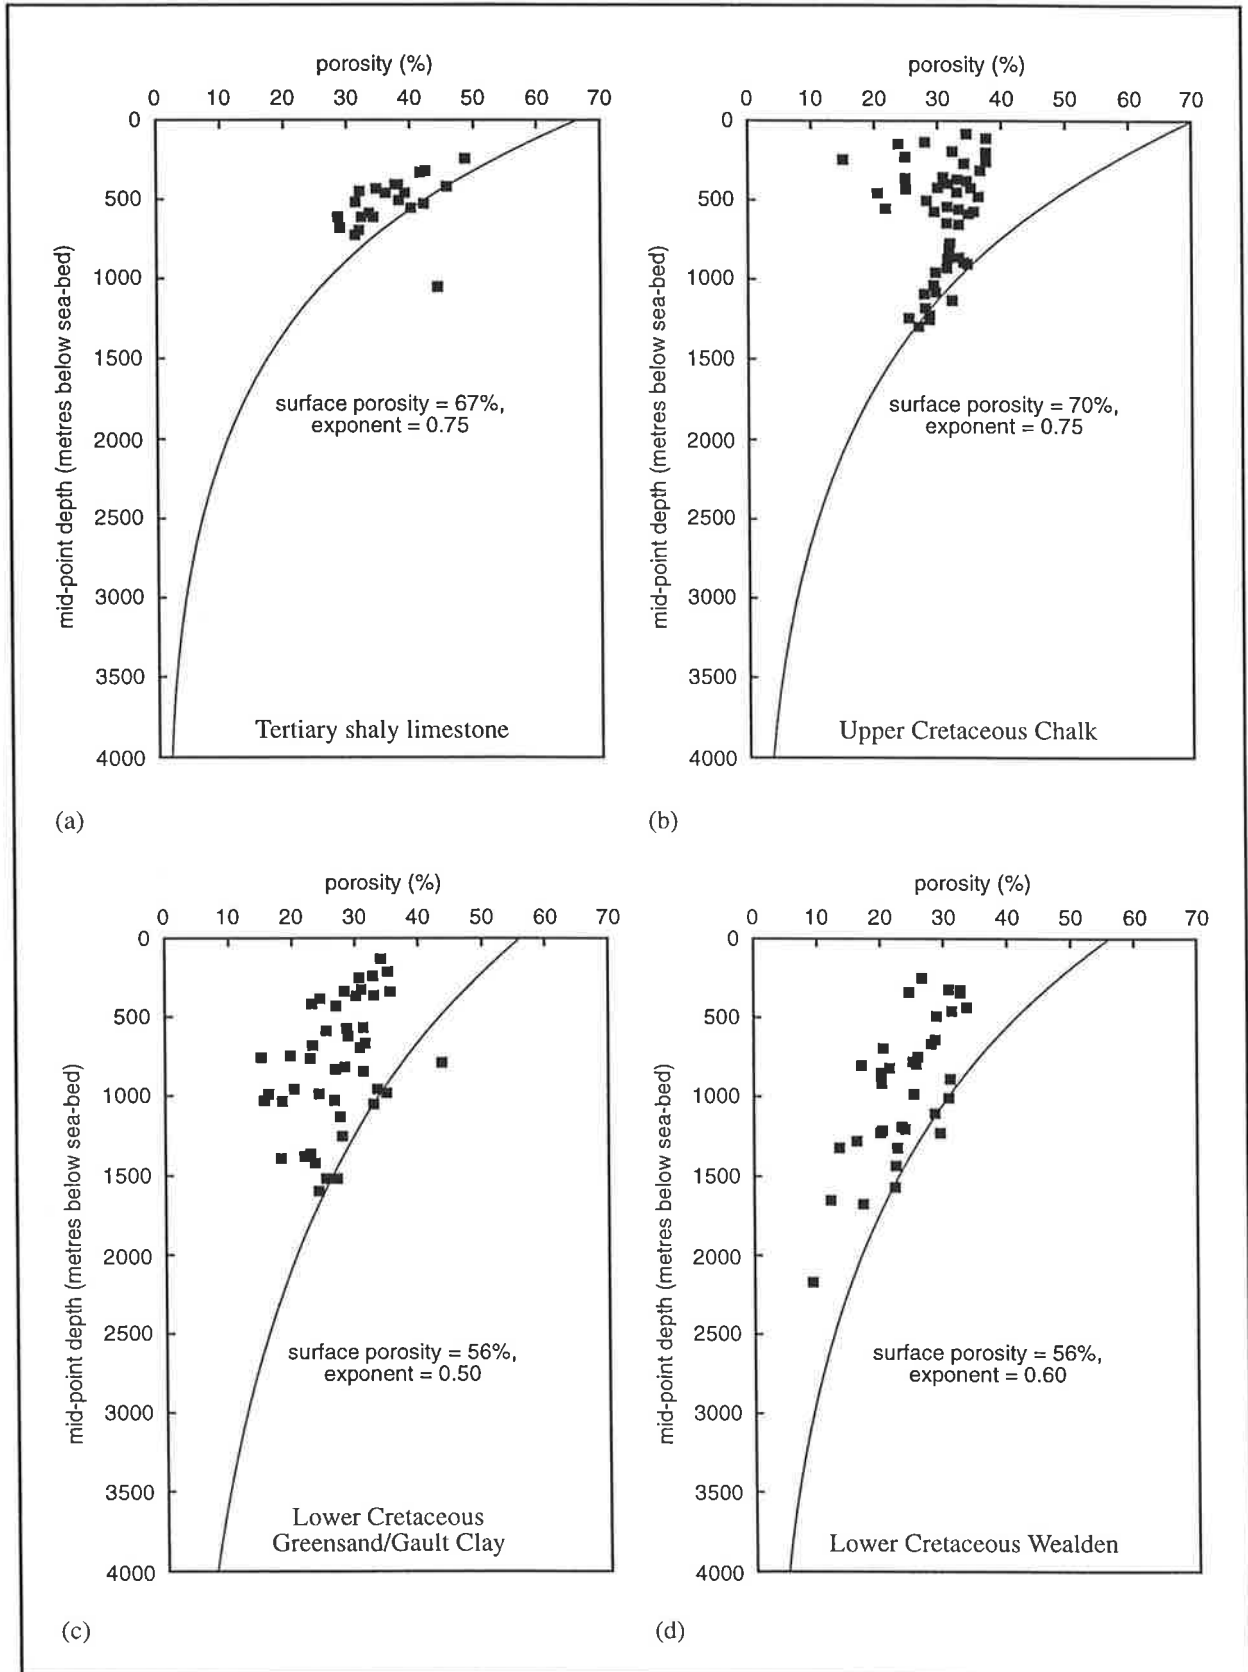 porosity (%)
0 10 20 30 40 50 60 70
0
500
1000
1500
2000
2500
3000
3500
4000
mid-point depth (metres below sea-bed)
surface porosity = 67%,
exponent = 0.75
Tertiary shaly limestone
(a)
porosity (%)
0 10 20 30 40 50 60 70
0
500
1000
1500
2000
2500
3000
3500
4000
mid-point depth (metres below sea-bed)
surface porosity = 70%,
exponent = 0.75
Upper Cretaceous Chalk
(b)
porosity (%)
0 10 20 30 40 50 60 70
0
500
1000
1500
2000
2500
3000
3500
4000
mid-point depth (metres below sea-bed)
surface porosity = 56%,
exponent = 0.50
Lower Cretaceous
Greensand/Gault Clay
(c)
porosity (%)
0 10 20 30 40 50 60 70
0
500
1000
1500
2000
2500
3000
3500
4000
mid-point depth (metres below sea-bed)
surface porosity = 56%,
exponent = 0.60
Lower Cretaceous Wealden
(d)